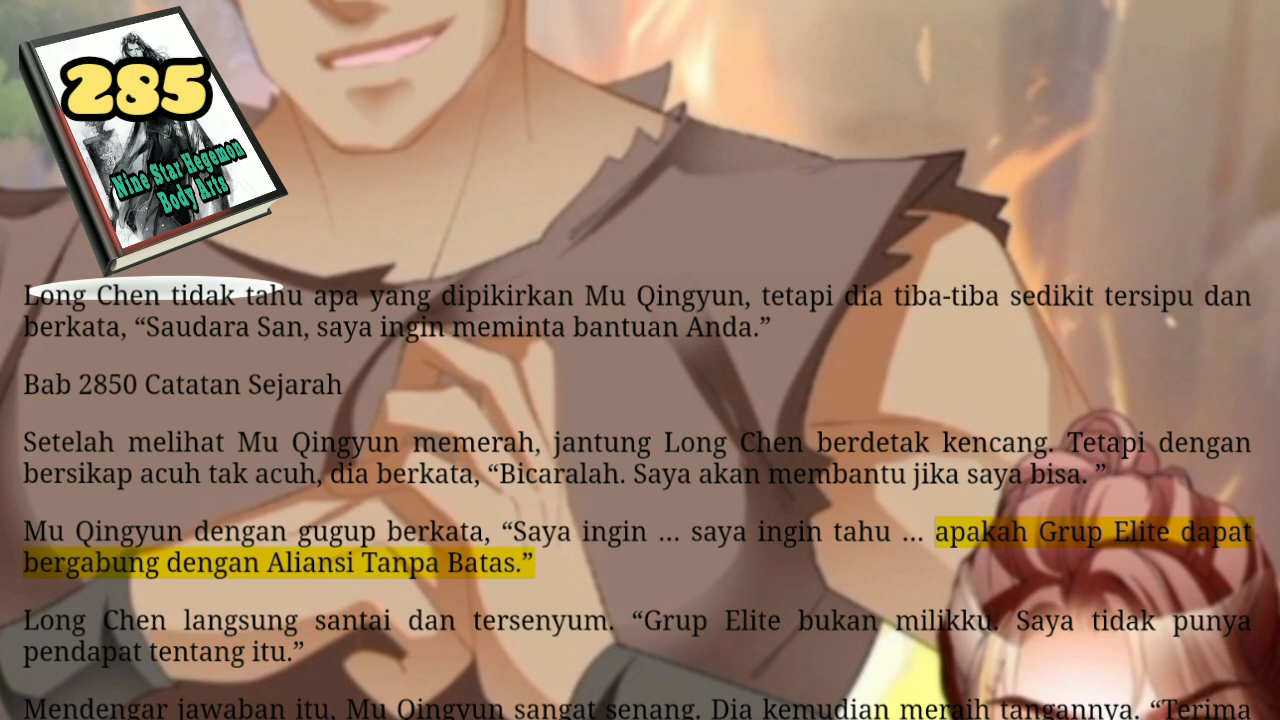 285
Nine Star Hegemon
Body Arts
Long Chen tidak tahu apa yang dipikirkan Mu Qingyun, tetapi dia tiba-tiba sedikit tersipu dan
berkata, “Saudara San, saya ingin meminta bantuan Anda.”
Bab 2850 Catatan Sejarah
Setelah melihat Mu Qingyun memerah, jantung Long Chen berdetak kencang. Tetapi dengan
bersikap acuh tak acuh, dia berkata, “Bicaralah. Saya akan membantu jika saya bisa. ”
Mu Qingyun dengan gugup berkata, “Saya ingin ... saya ingin tahu ... apakah Grup Elite dapat
bergabung dengan Aliansi Tanpa Batas.”
Long Chen langsung santai dan tersenyum. “Grup Elite bukan milikku. Saya tidak punya
pendapat tentang itu.”
Mendengar jawaban itu, Mu Qingyun sangat senang. Dia kemudian meraih tangannya. “Terima